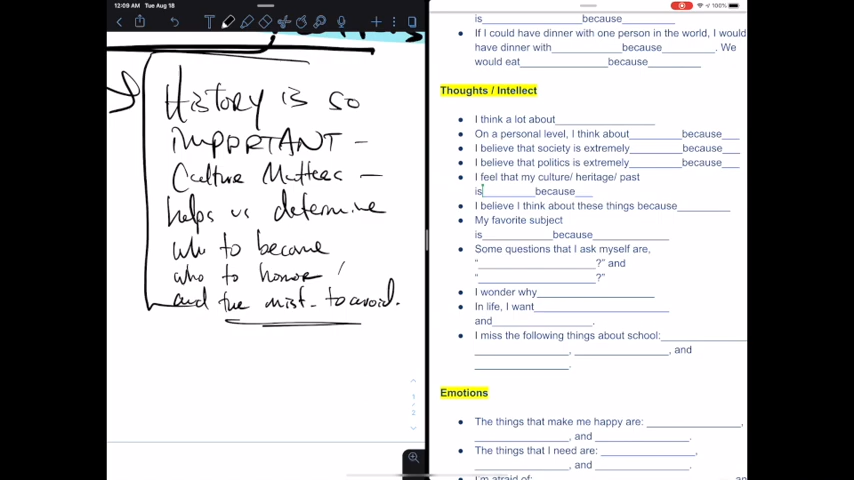 12:09 AM Tue Aug 18
100%
History is so
IMPORTANT -
Culture Matters -
helps us determine
who to become
who to honor /
and the mist- to avoid.
1
2
is because
If I could have dinner with one person in the world, I would
have dinner with because . We
would eat because
Thoughts / Intellect
I think a lot about
On a personal level, I think about because
I believe that society is extremely because
I believe that politics is extremely because
I feel that my culture/ heritage/ past
is because
I believe I think about these things because
My favorite subject
is because
Some questions that I ask myself are,
“ ?” and
“ ?”
I wonder why
In life, I want
and .
I miss the following things about school:
, , and
.
Emotions
The things that make me happy are: ,
, and .
The things that I need are: ,
, and .
I'm afraid of: , and